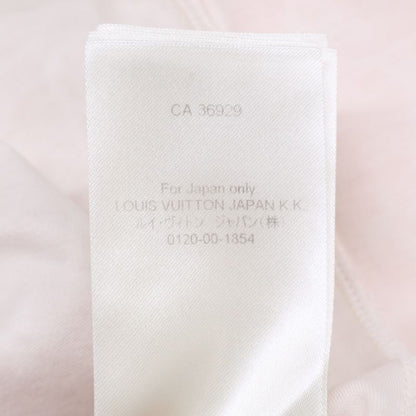 CA 36929
For Japan only
LOUIS VUITTON JAPAN K.K.
ルイ・ヴィトン ジャパン(株)
0120-00-1854